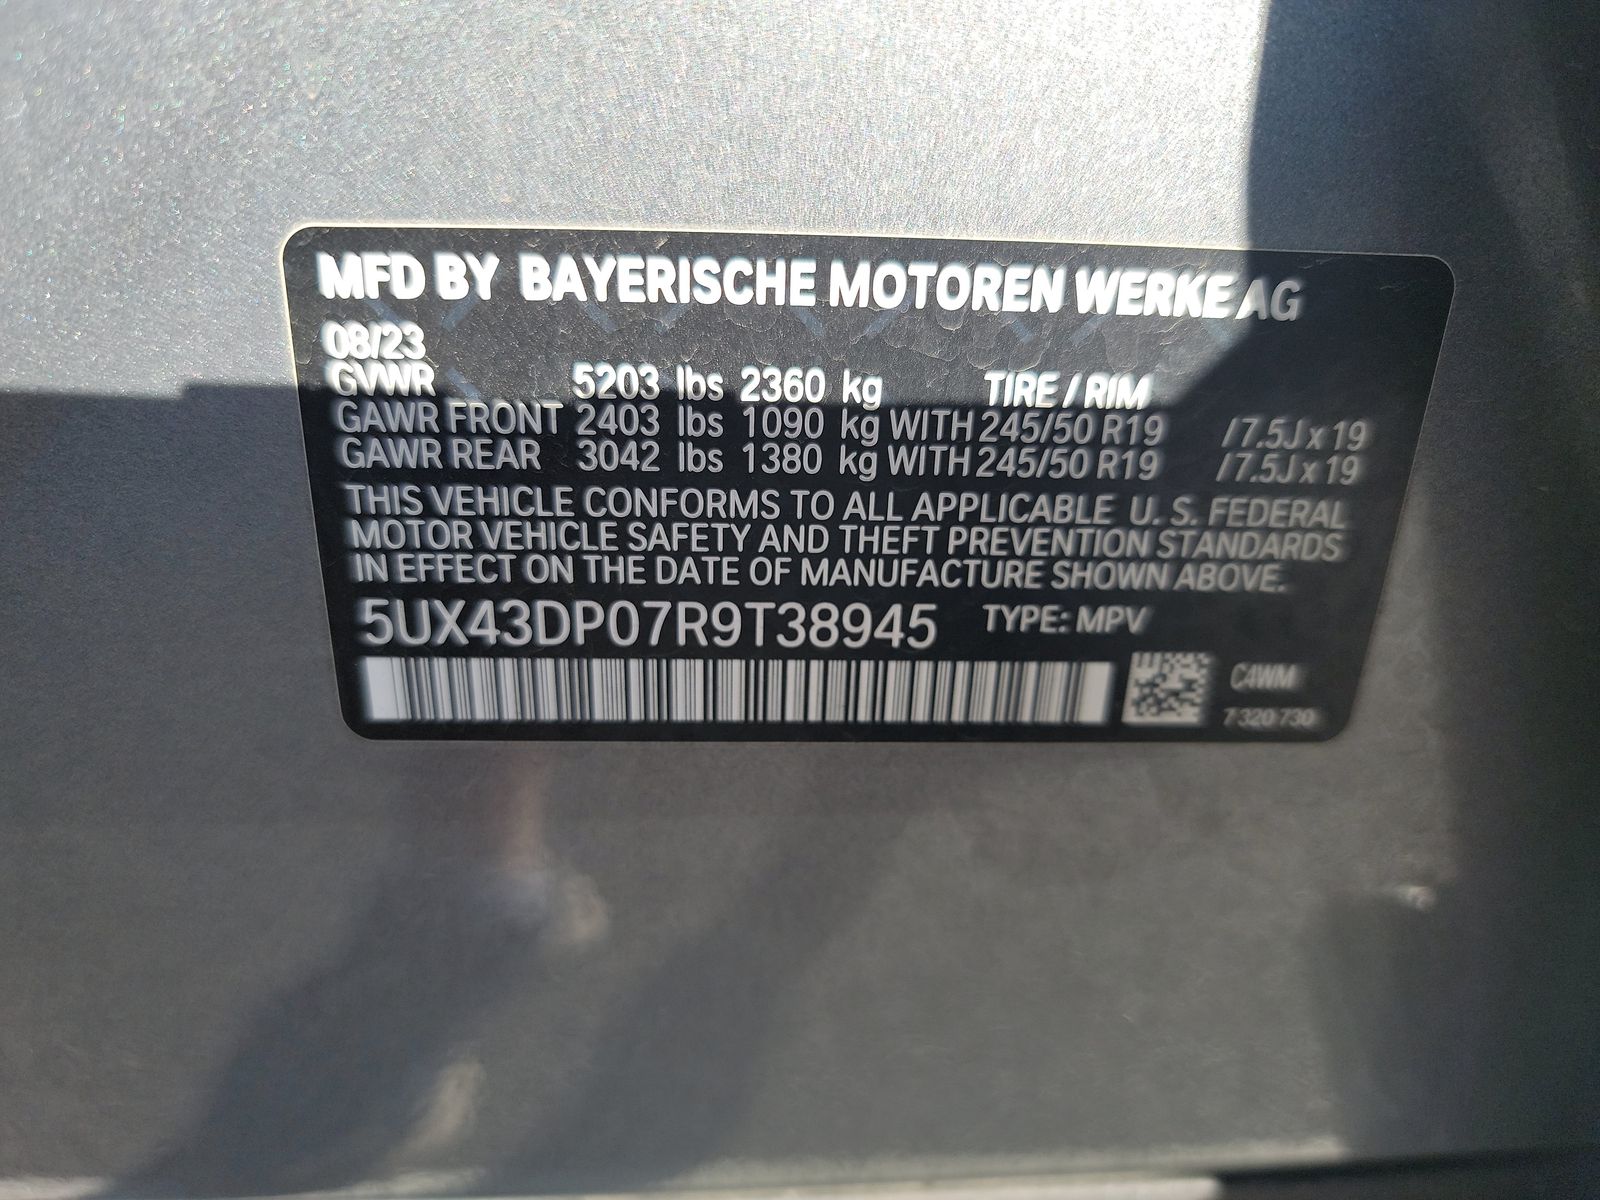 MFD BY BAYERISCHE MOTOREN WERKE AG
08/23
GVWR 5203 lbs 2360 kg TIRE / RIM
GAWR FRONT 2403 lbs 1090 kg WITH 245/50 R19 / 7.5J x 19
GAWR REAR 3042 lbs 1380 kg WITH 245/50 R19 / 7.5J x 19
THIS VEHICLE CONFORMS TO ALL APPLICABLE U. S. FEDERAL
MOTOR VEHICLE SAFETY AND THEFT PREVENTION STANDARDS
IN EFFECT ON THE DATE OF MANUFACTURE SHOWN ABOVE.
5UX43DP07R9T38945 TYPE: MPV
C4WM
7 320 730